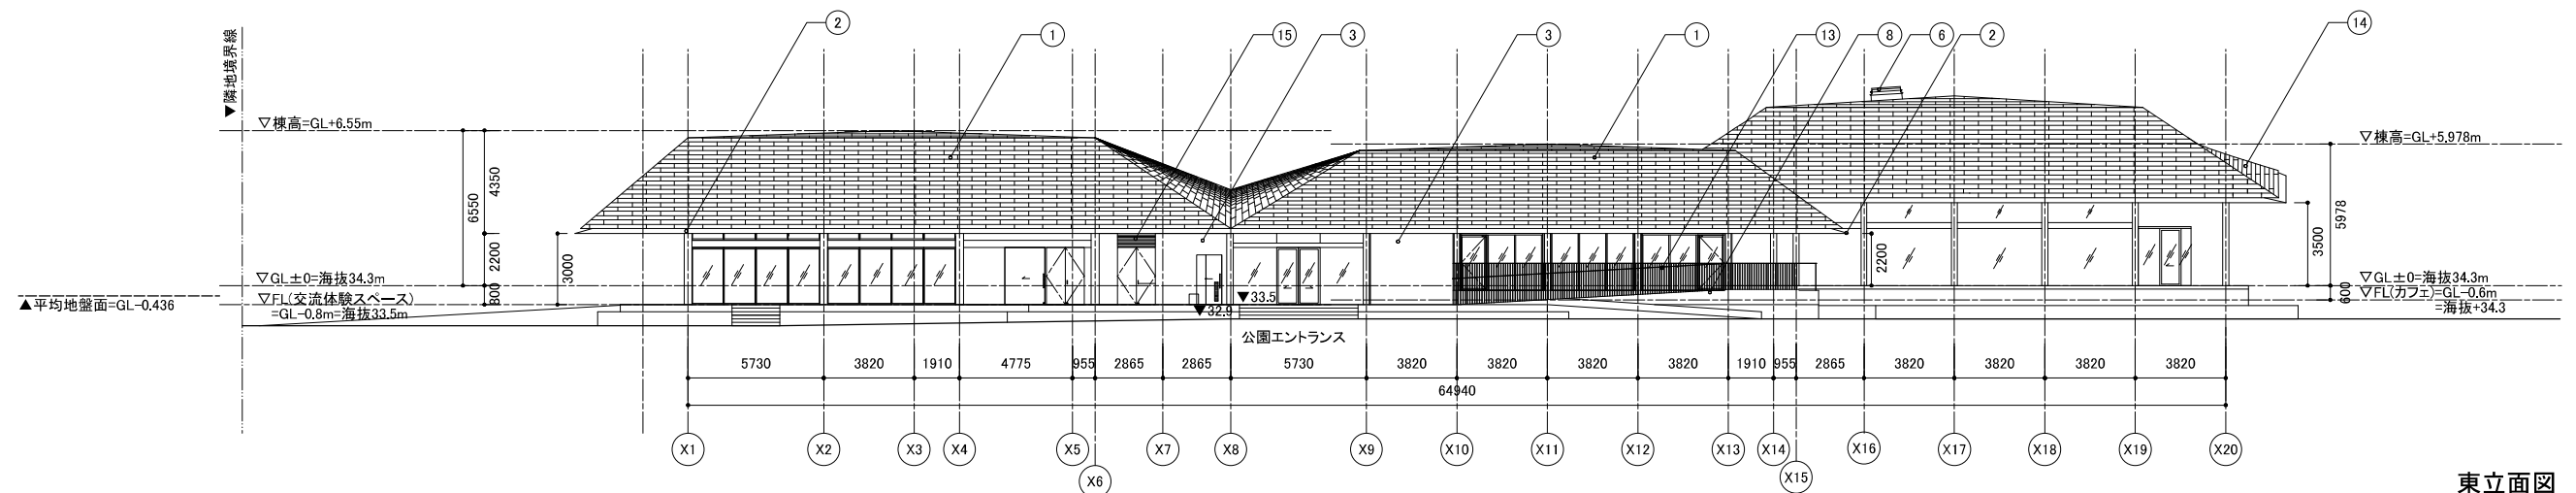 ② ① ⑮ ③ ③ ① ⑬ ⑧ ⑥ ② ⑭
▼隣地境界線
▽棟高=GL+6.55m
▽棟高=GL+5.978m
6550
4350
2200
800
3000
2200
3500
5978
600
▽GL±0=海抜34.3m
▽GL±0=海抜34.3m
▲平均地盤面=GL-0.436
▽FL(交流体験スペース)
=GL-0.8m=海抜33.5m
▽FL(カフェ)=GL-0.6m
=海抜+34.3
▼33.5
▼32.9
公園エントランス
5730 3820 1910 4775 955 2865 2865 5730 3820 3820 3820 3820 1910 955 2865 3820 3820 3820 3820
64940
X1 X2 X3 X4 X5 X6 X7 X8 X9 X10 X11 X12 X13 X14 X15 X16 X17 X18 X19 X20
東立面図